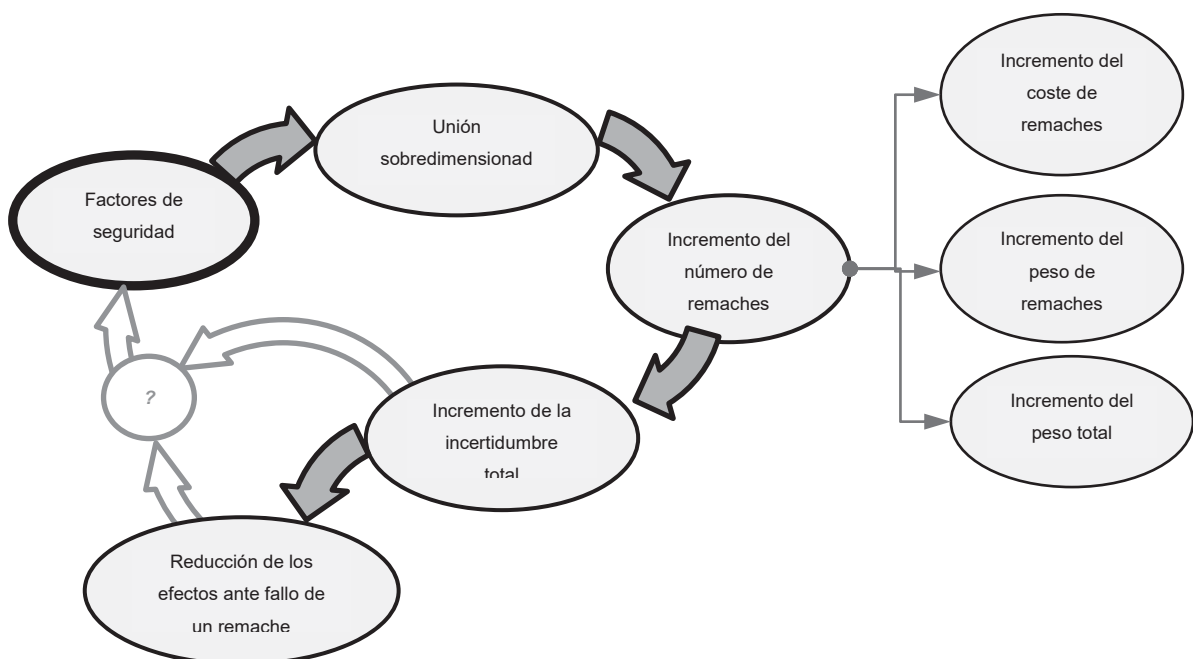 Factores de
seguridad
Unión
sobredimensionad
Incremento del
número de
remaches
Incremento del
coste de
remaches
Incremento del
peso de
remaches
Incremento del
peso total
Incremento de la
incertidumbre
total
?
Reducción de los
efectos ante fallo de
un remache